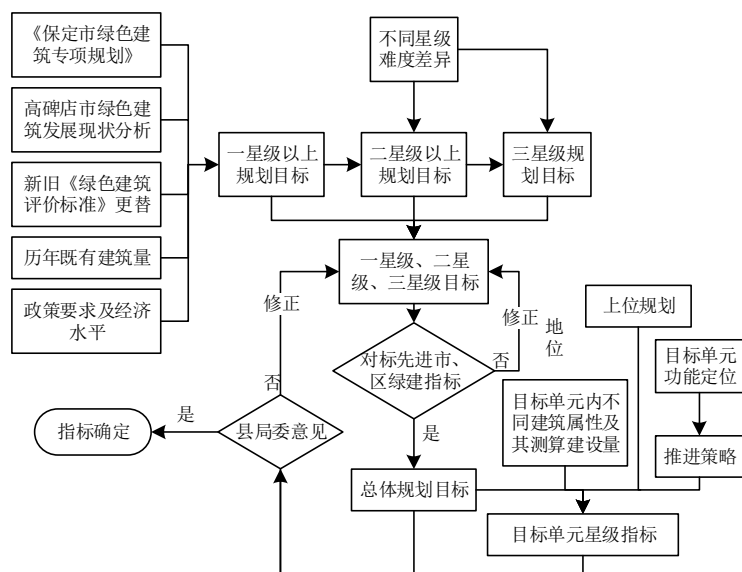 《保定市绿色建
筑专项规划》
不同星级
难度差异
高碑店市绿色建
筑发展现状分析
一星级以上
规划目标
二星级以上
规划目标
三星级规
划目标
新旧《绿色建筑
评价标准》更替
历年既有建筑量
政策要求及经济
水平
一星级、二星
级、三星级目标
修正
修正
地
位
上位规划
否
否
对标先进市、
区绿建指标
目标单元
功能定位
目标单元内不
同建筑属性及
其测算建设量
指标确定
是
县局委意见
是
推进策略
总体规划目标
目标单元星级指标